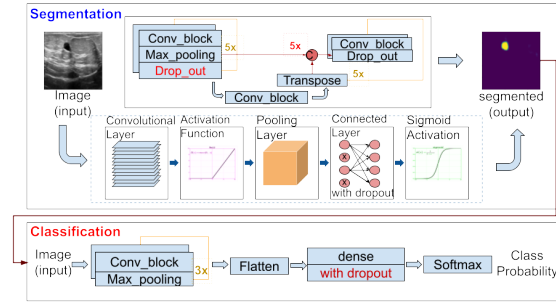 Segmentation
Conv_block
Max_pooling
Drop_out
5x
5x
C
Conv_block
Drop_out
5x
Transpose
Conv_block
Image
(input)
segmented
(output)
Convolutional
Layer
Activation
Function
Pooling
Layer
Connected
Layer
X
X
with dropout
Sigmoid
Activation
Classification
Image
(input)
Conv_block
Max_pooling
3x
Flatten
dense
with dropout
Softmax
Class
Probability